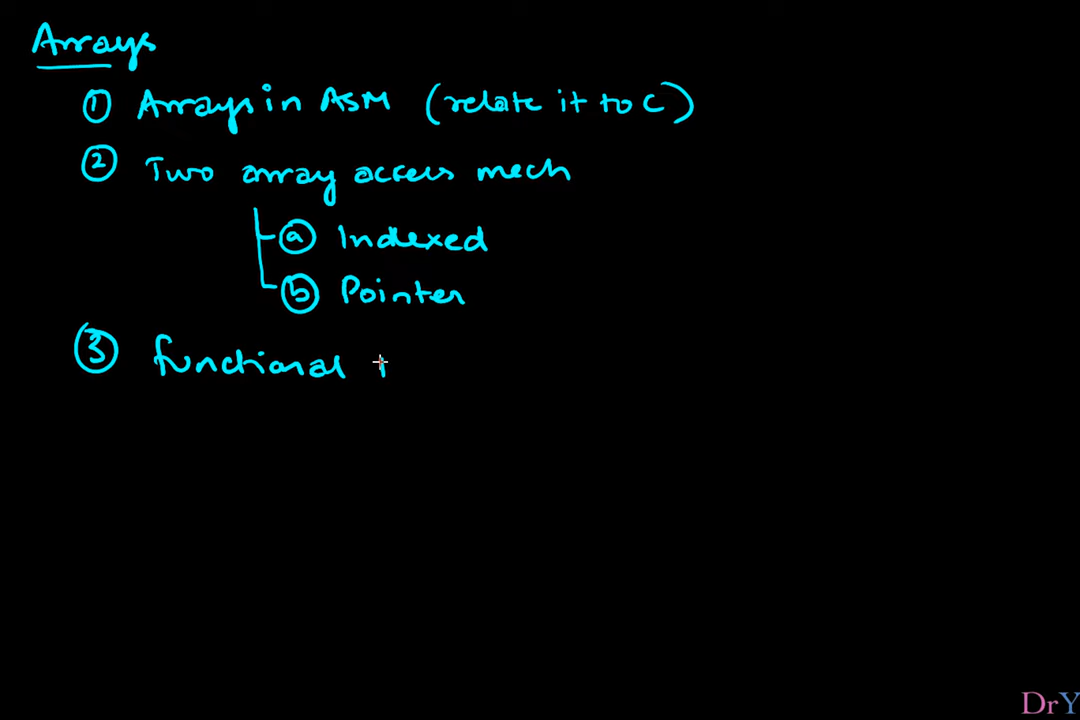 Arrays
① Arrays in ASM (relate it to C)
② Two array access mech
ⓐ Indexed
ⓑ Pointer
③ functional
DrY